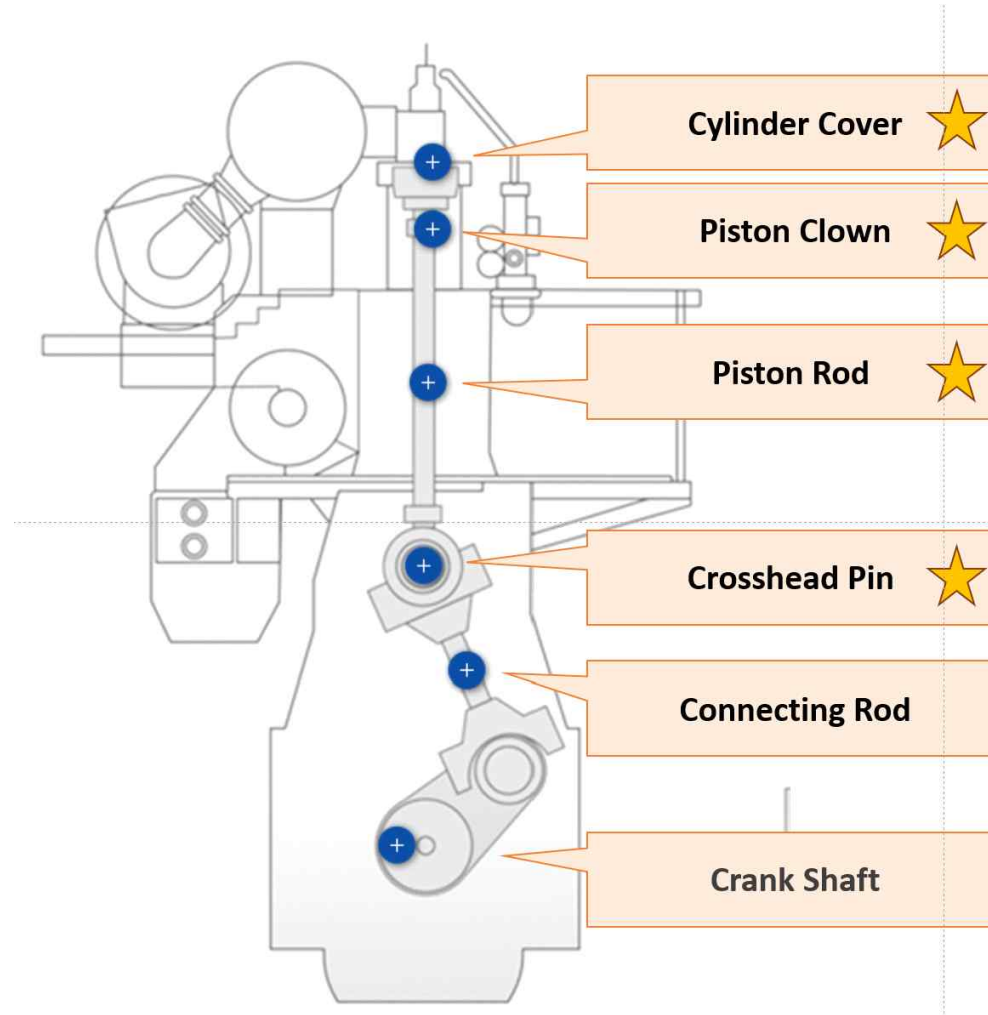 Cylinder Cover
Piston Clown
Piston Rod
Crosshead Pin
Connecting Rod
Crank Shaft